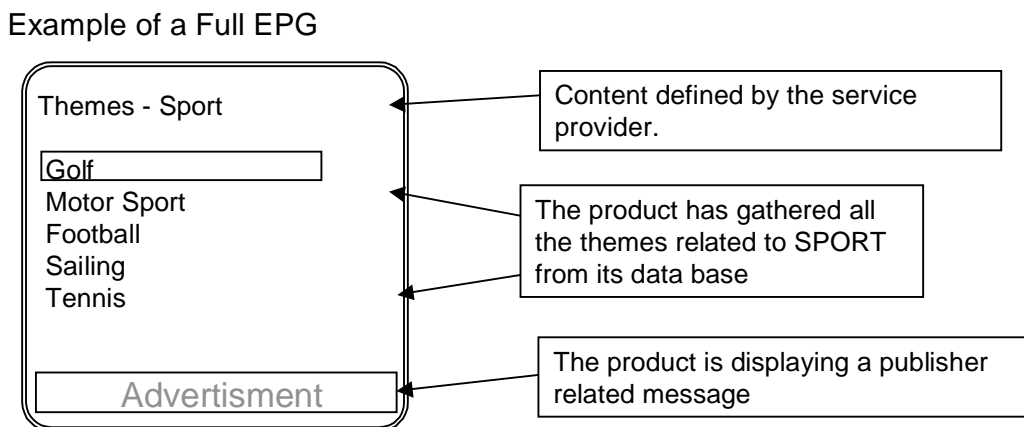 Example of a Full EPG
Themes - Sport
Golf
Motor Sport
Football
Sailing
Tennis
Advertisment
Content defined by the service
provider.
The product has gathered all
the themes related to SPORT
from its data base
The product is displaying a publisher
related message